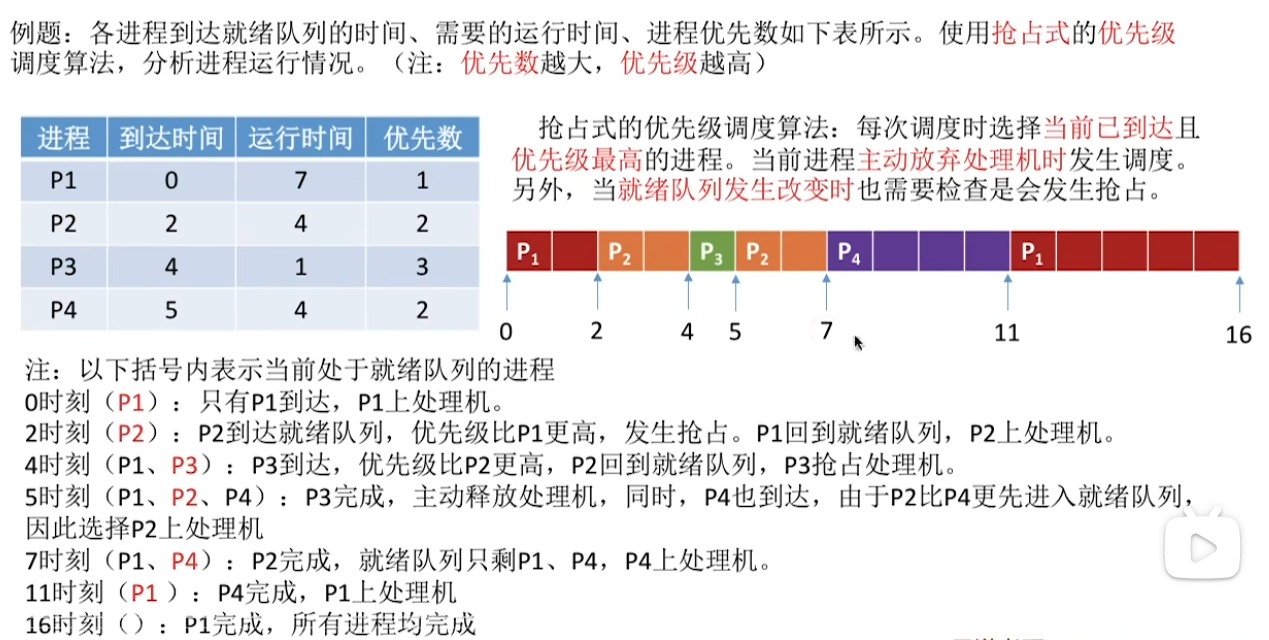 例题：各进程到达就绪队列的时间、需要的运行时间、进程优先数如下表所示。使用抢占式的优先级
调度算法，分析进程运行情况。（注：优先数越大，优先级越高）
进程 到达时间 运行时间 优先数
P1 0 7 1
P2 2 4 2
P3 4 1 3
P4 5 4 2
抢占式的优先级调度算法：每次调度时选择当前已到达且
优先级最高的进程。当前进程主动放弃处理机时发生调度。
另外，当就绪队列发生改变时也需要检查是会发生抢占。
P1 P2 P3 P2 P4 P1
0 2 4 5 7 11 16
注：以下括号内表示当前处于就绪队列的进程
0时刻（P1）：只有P1到达，P1上处理机。
2时刻（P2）：P2到达就绪队列，优先级比P1更高，发生抢占。P1回到就绪队列，P2上处理机。
4时刻（P1、P3）：P3到达，优先级比P2更高，P2回到就绪队列，P3抢占处理机。
5时刻（P1、P2、P4）：P3完成，主动释放处理机，同时，P4也到达，由于P2比P4更先进入就绪队列，
因此选择P2上处理机
7时刻（P1、P4）：P2完成，就绪队列只剩P1、P4，P4上处理机。
11时刻（P1 ）：P4完成，P1上处理机
16时刻（）：P1完成，所有进程均完成